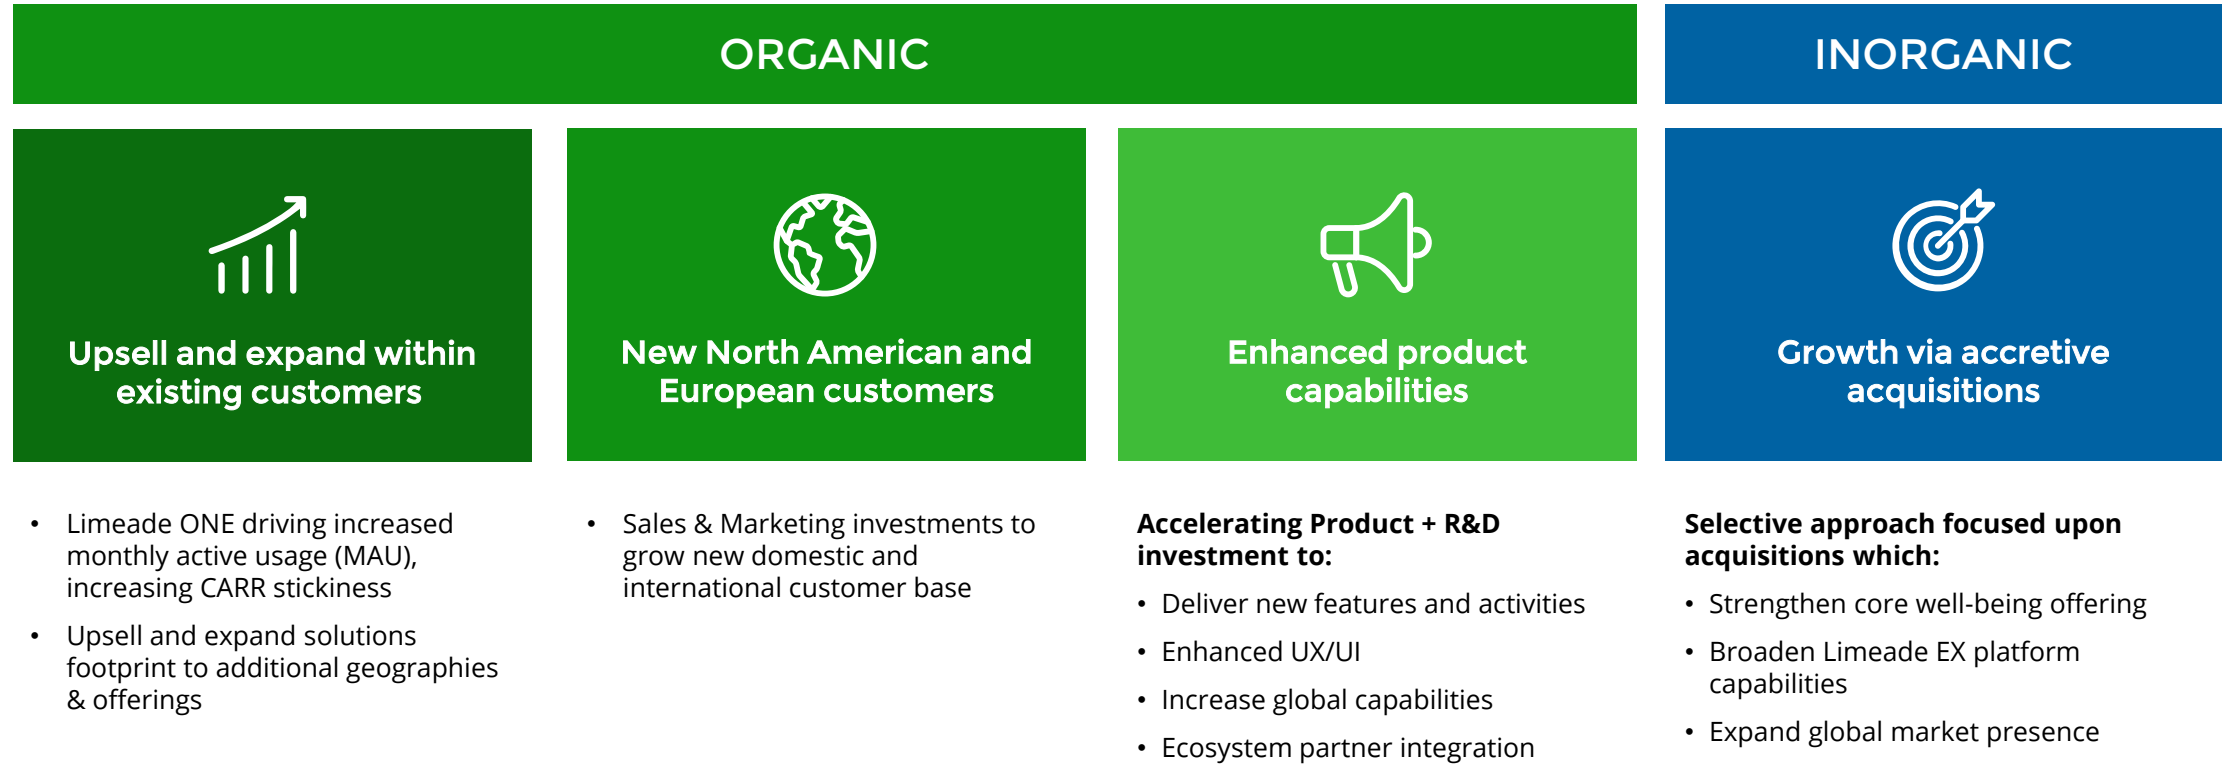 ORGANIC
INORGANIC
Upsell and expand within
existing customers
New North American and
European customers
Enhanced product
capabilities
Growth via accretive
acquisitions
• Limeade ONE driving increased
monthly active usage (MAU),
increasing CARR stickiness
• Upsell and expand solutions
footprint to additional geographies
& offerings
• Sales & Marketing investments to
grow new domestic and
international customer base
Accelerating Product + R&D
investment to:
• Deliver new features and activities
• Enhanced UX/UI
• Increase global capabilities
• Ecosystem partner integration
Selective approach focused upon
acquisitions which:
• Strengthen core well-being offering
• Broaden Limeade EX platform
capabilities
• Expand global market presence